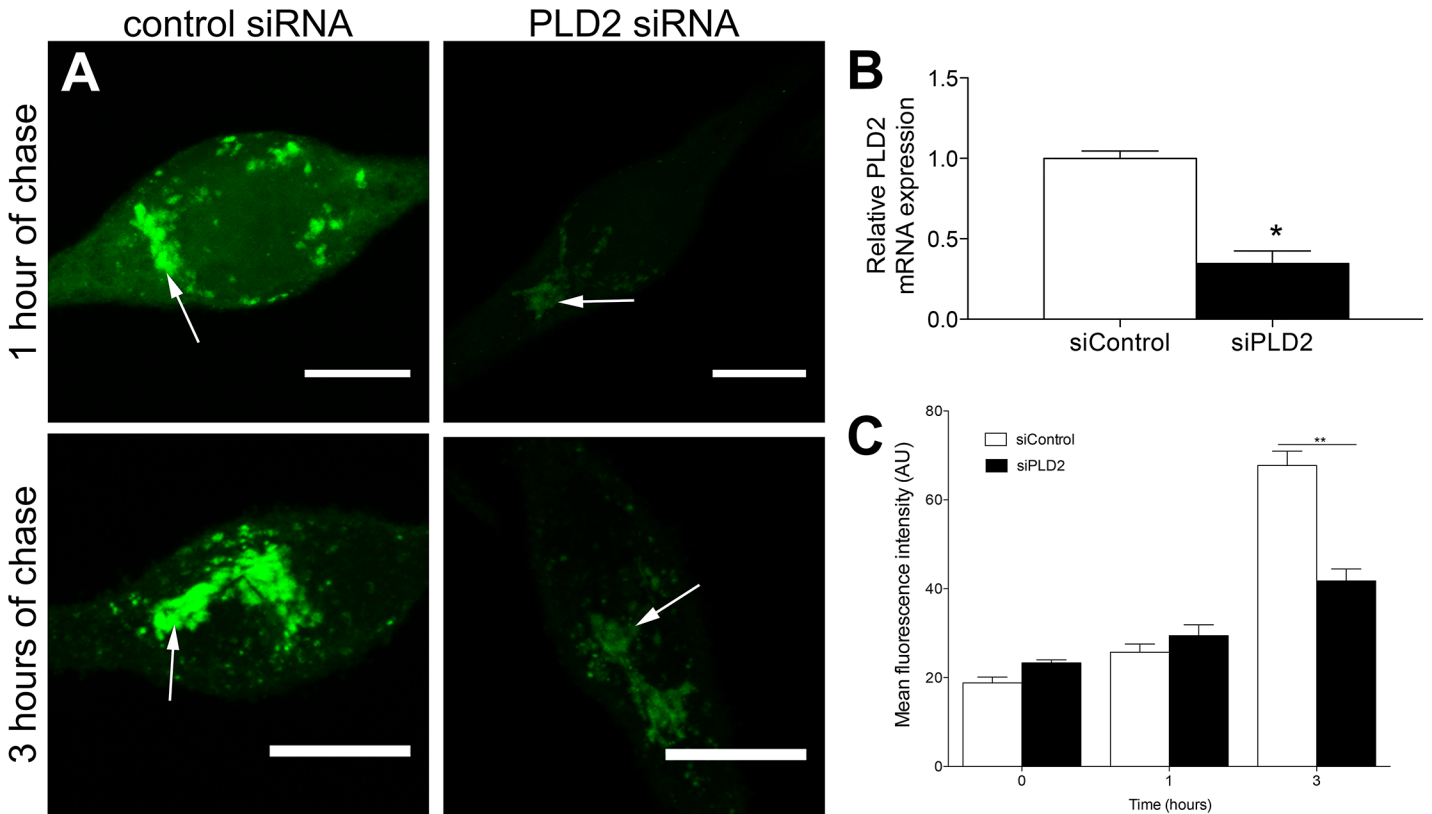 control siRNA
PLD2 siRNA
A
1 hour of chase
3 hours of chase
B
Relative PLD2
mRNA expression
1.5
1.0
0.5
0.0
*
siControl
siPLD2
C
Mean fluorescence intensity (AU)
80
60
40
20
0
siControl
siPLD2
**
0
1
3
Time (hours)